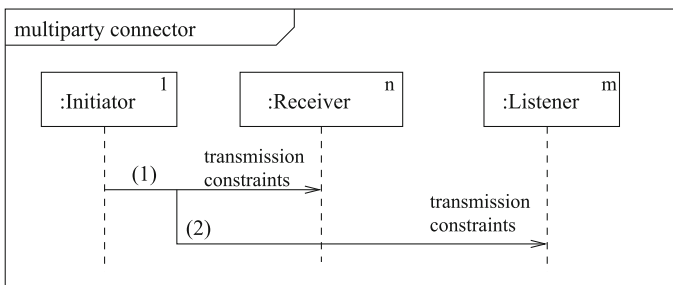 multiparty connector
1
:Initiator
n
:Receiver
m
:Listener
(1)
transmission
constraints
(2)
transmission
constraints